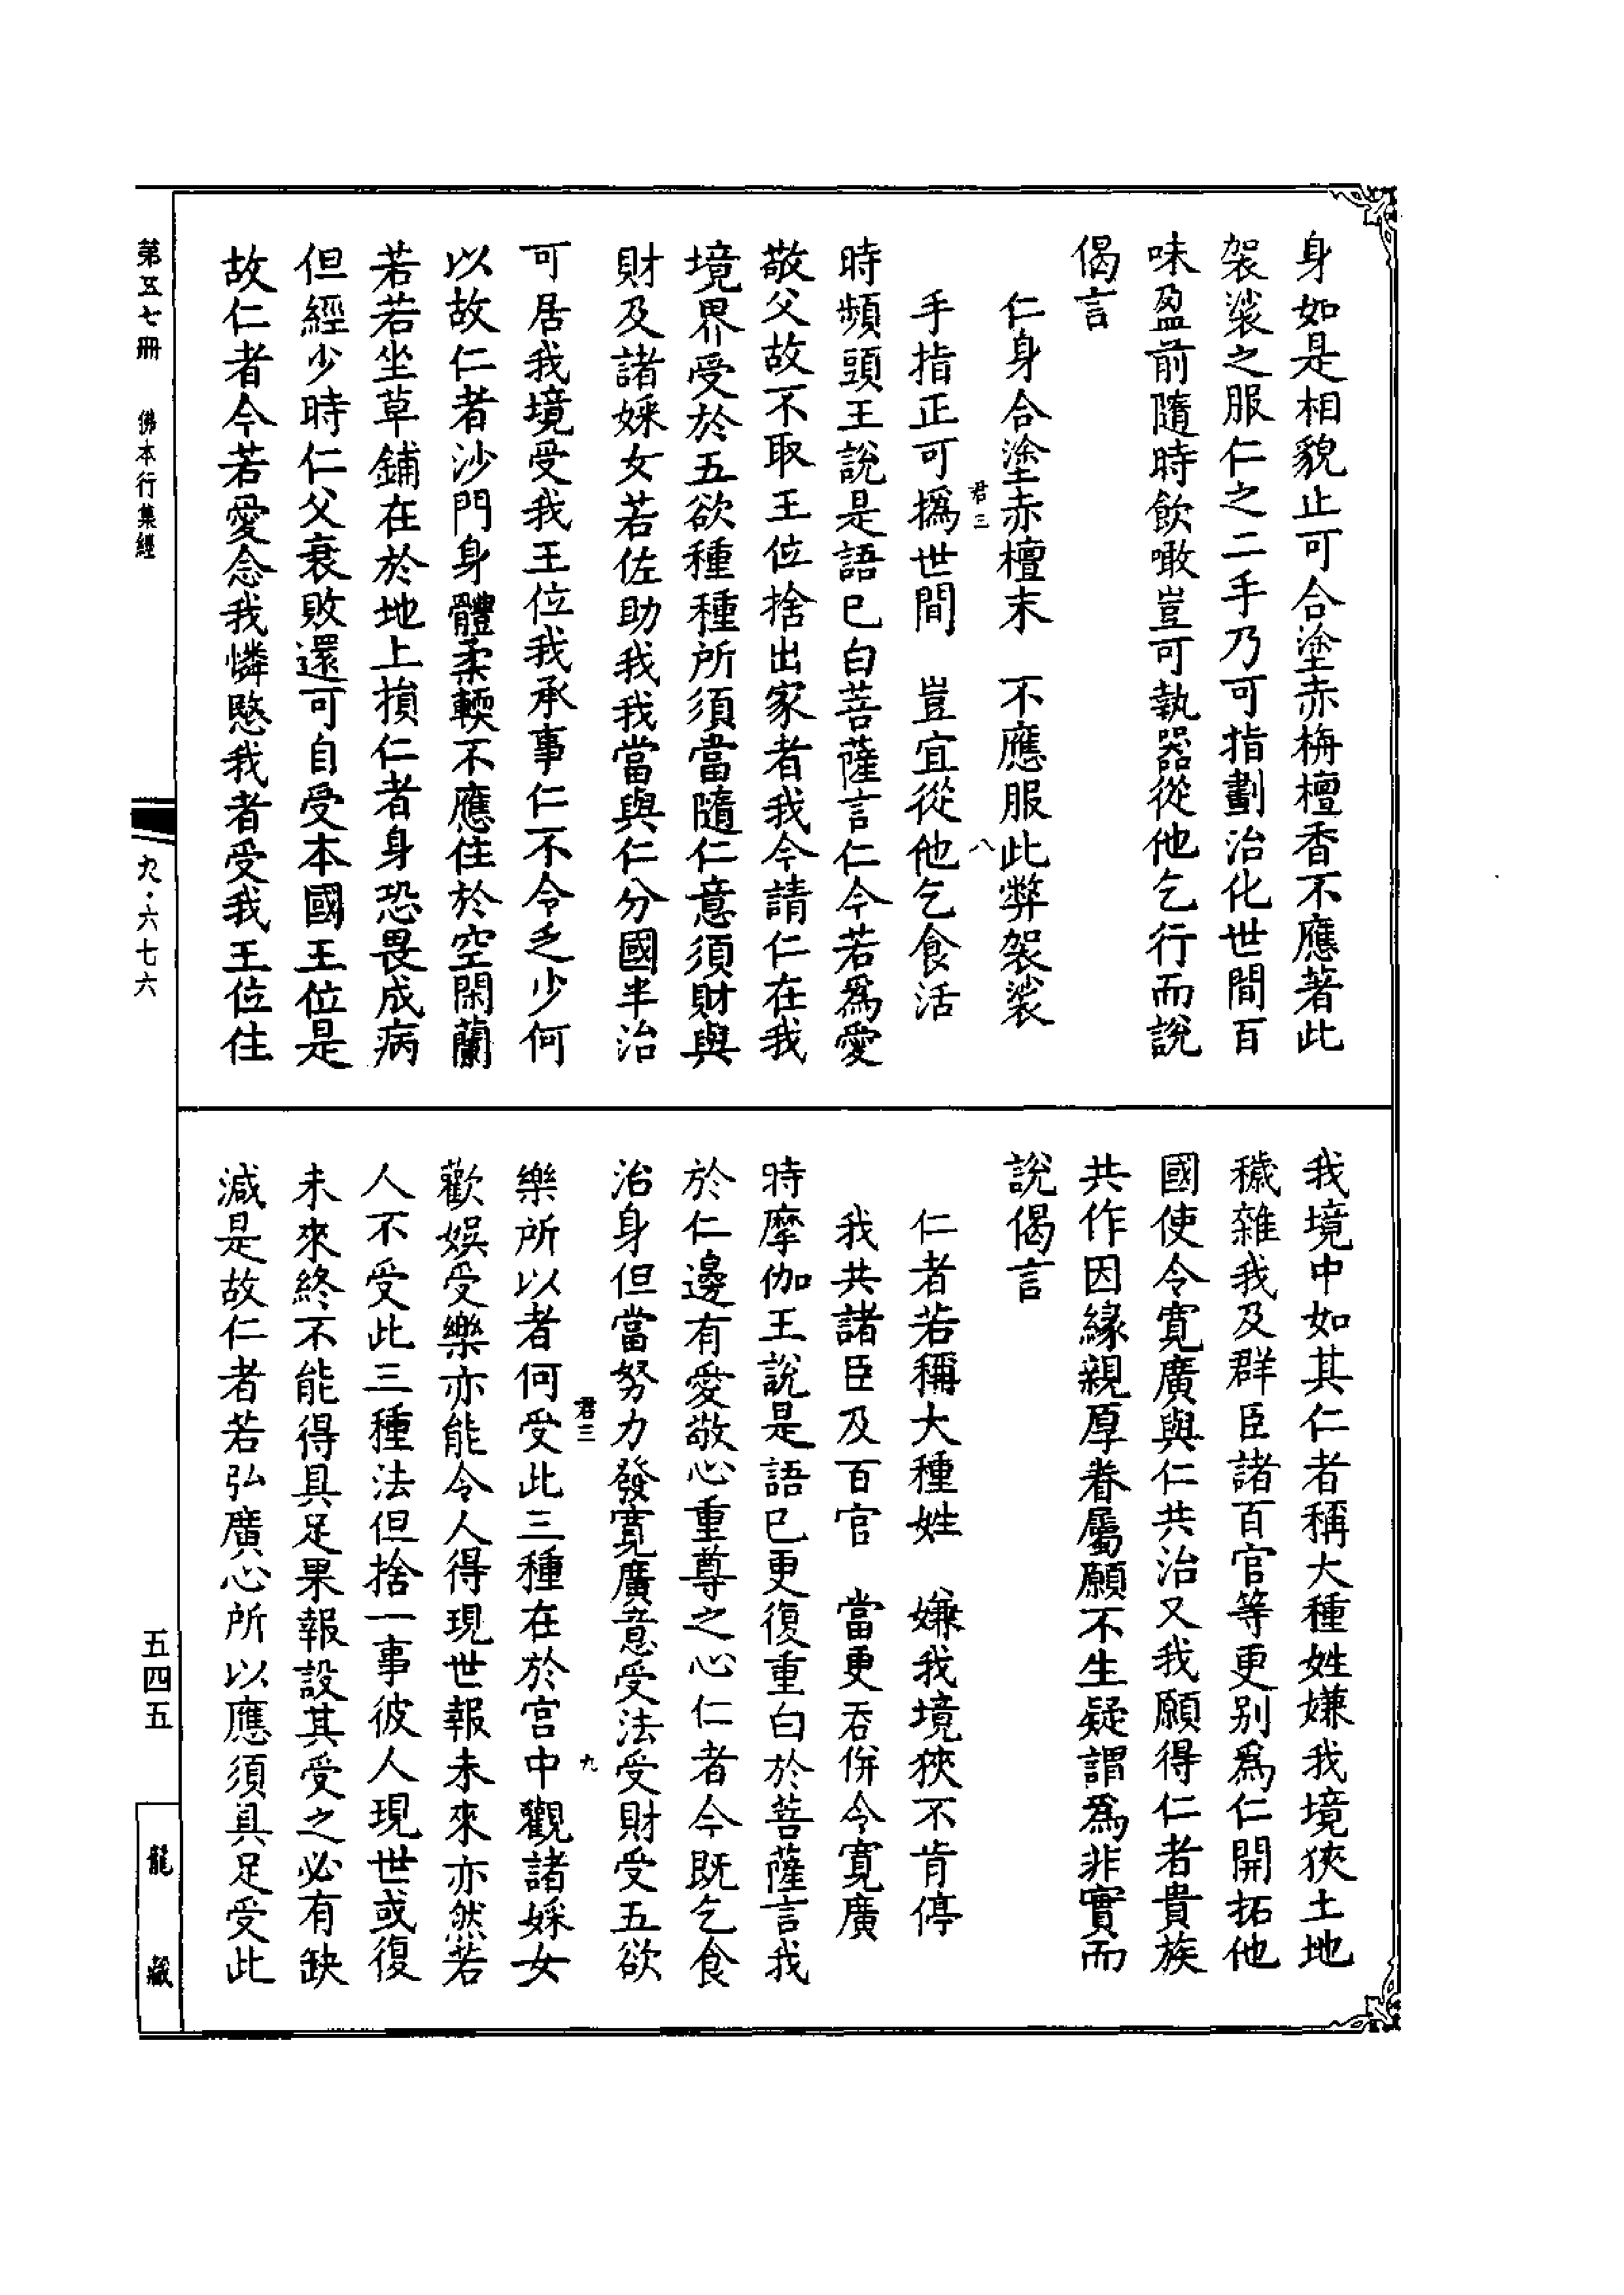 身如是相貌止可合塗赤栴檀香不應著此
袈裟之服仁之二手乃可指劃治化世間百
味盈前隨時飲噉豈可執器從他乞行而說
偈言
仁身合塗赤檀末　不應服此弊袈裟
君三　八
手指正可撝世間　豈宜從他乞食活
時頻頭王說是語已白菩薩言仁今若為愛
敬父故不取王位捨出家者我今請仁在我
境界受於五欲種種所須當隨仁意須財與
財及諸婇女若佐助我我當與仁分國半治
可居我境受我王位我承事仁不令乏少何
以故仁者沙門身體柔輭不應住於空閑蘭
若若坐草鋪在於地上損仁者身恐畏成病
但經少時仁父衰敗還可自受本國王位是
故仁者今若愛念我憐愍我者受我王位住
我境中如其仁者稱大種姓嫌我境狹土地
穢雜我及群臣諸百官等更別為仁開拓他
國使令寬廣與仁共治又我願得仁者貴族
共作因緣親厚眷屬願不生疑謂為非實而
說偈言
仁者若稱大種姓　嫌我境狹不肯停
我共諸臣及百官　當更吞併令寬廣
時摩伽王說是語已更復重白於菩薩言我
於仁邊有愛敬心重尊之心仁者今既乞食
治身但當努力發寬廣意受法受財受五欲
君三　九
樂所以者何受此三種在於宮中觀諸婇女
歡娛受樂亦能令人得現世報未來亦然若
人不受此三種法但捨一事彼人現世或復
未來終不能得具足果報設其受之必有缺
減是故仁者若弘廣心所以應須具足受此
第五七冊　佛本行集經
九·六七六
五四五
龍藏